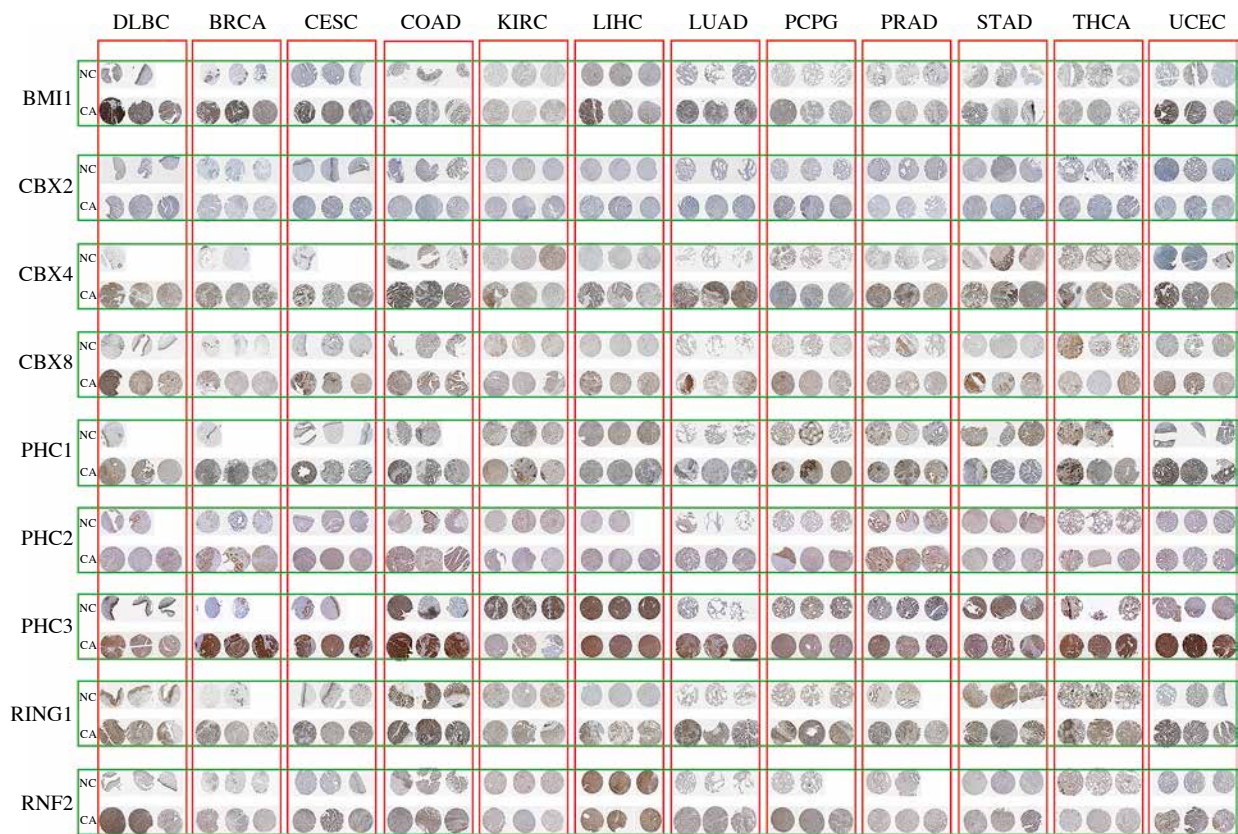 DLBC BRCA CESC COAD KIRC LIHC LUAD PCPG PRAD STAD THCA UCEC
NC
BMI1
CA
NC
CBX2
CA
NC
CBX4
CA
NC
CBX8
CA
NC
PHC1
CA
NC
PHC2
CA
NC
PHC3
CA
NC
RING1
CA
NC
RNF2
CA